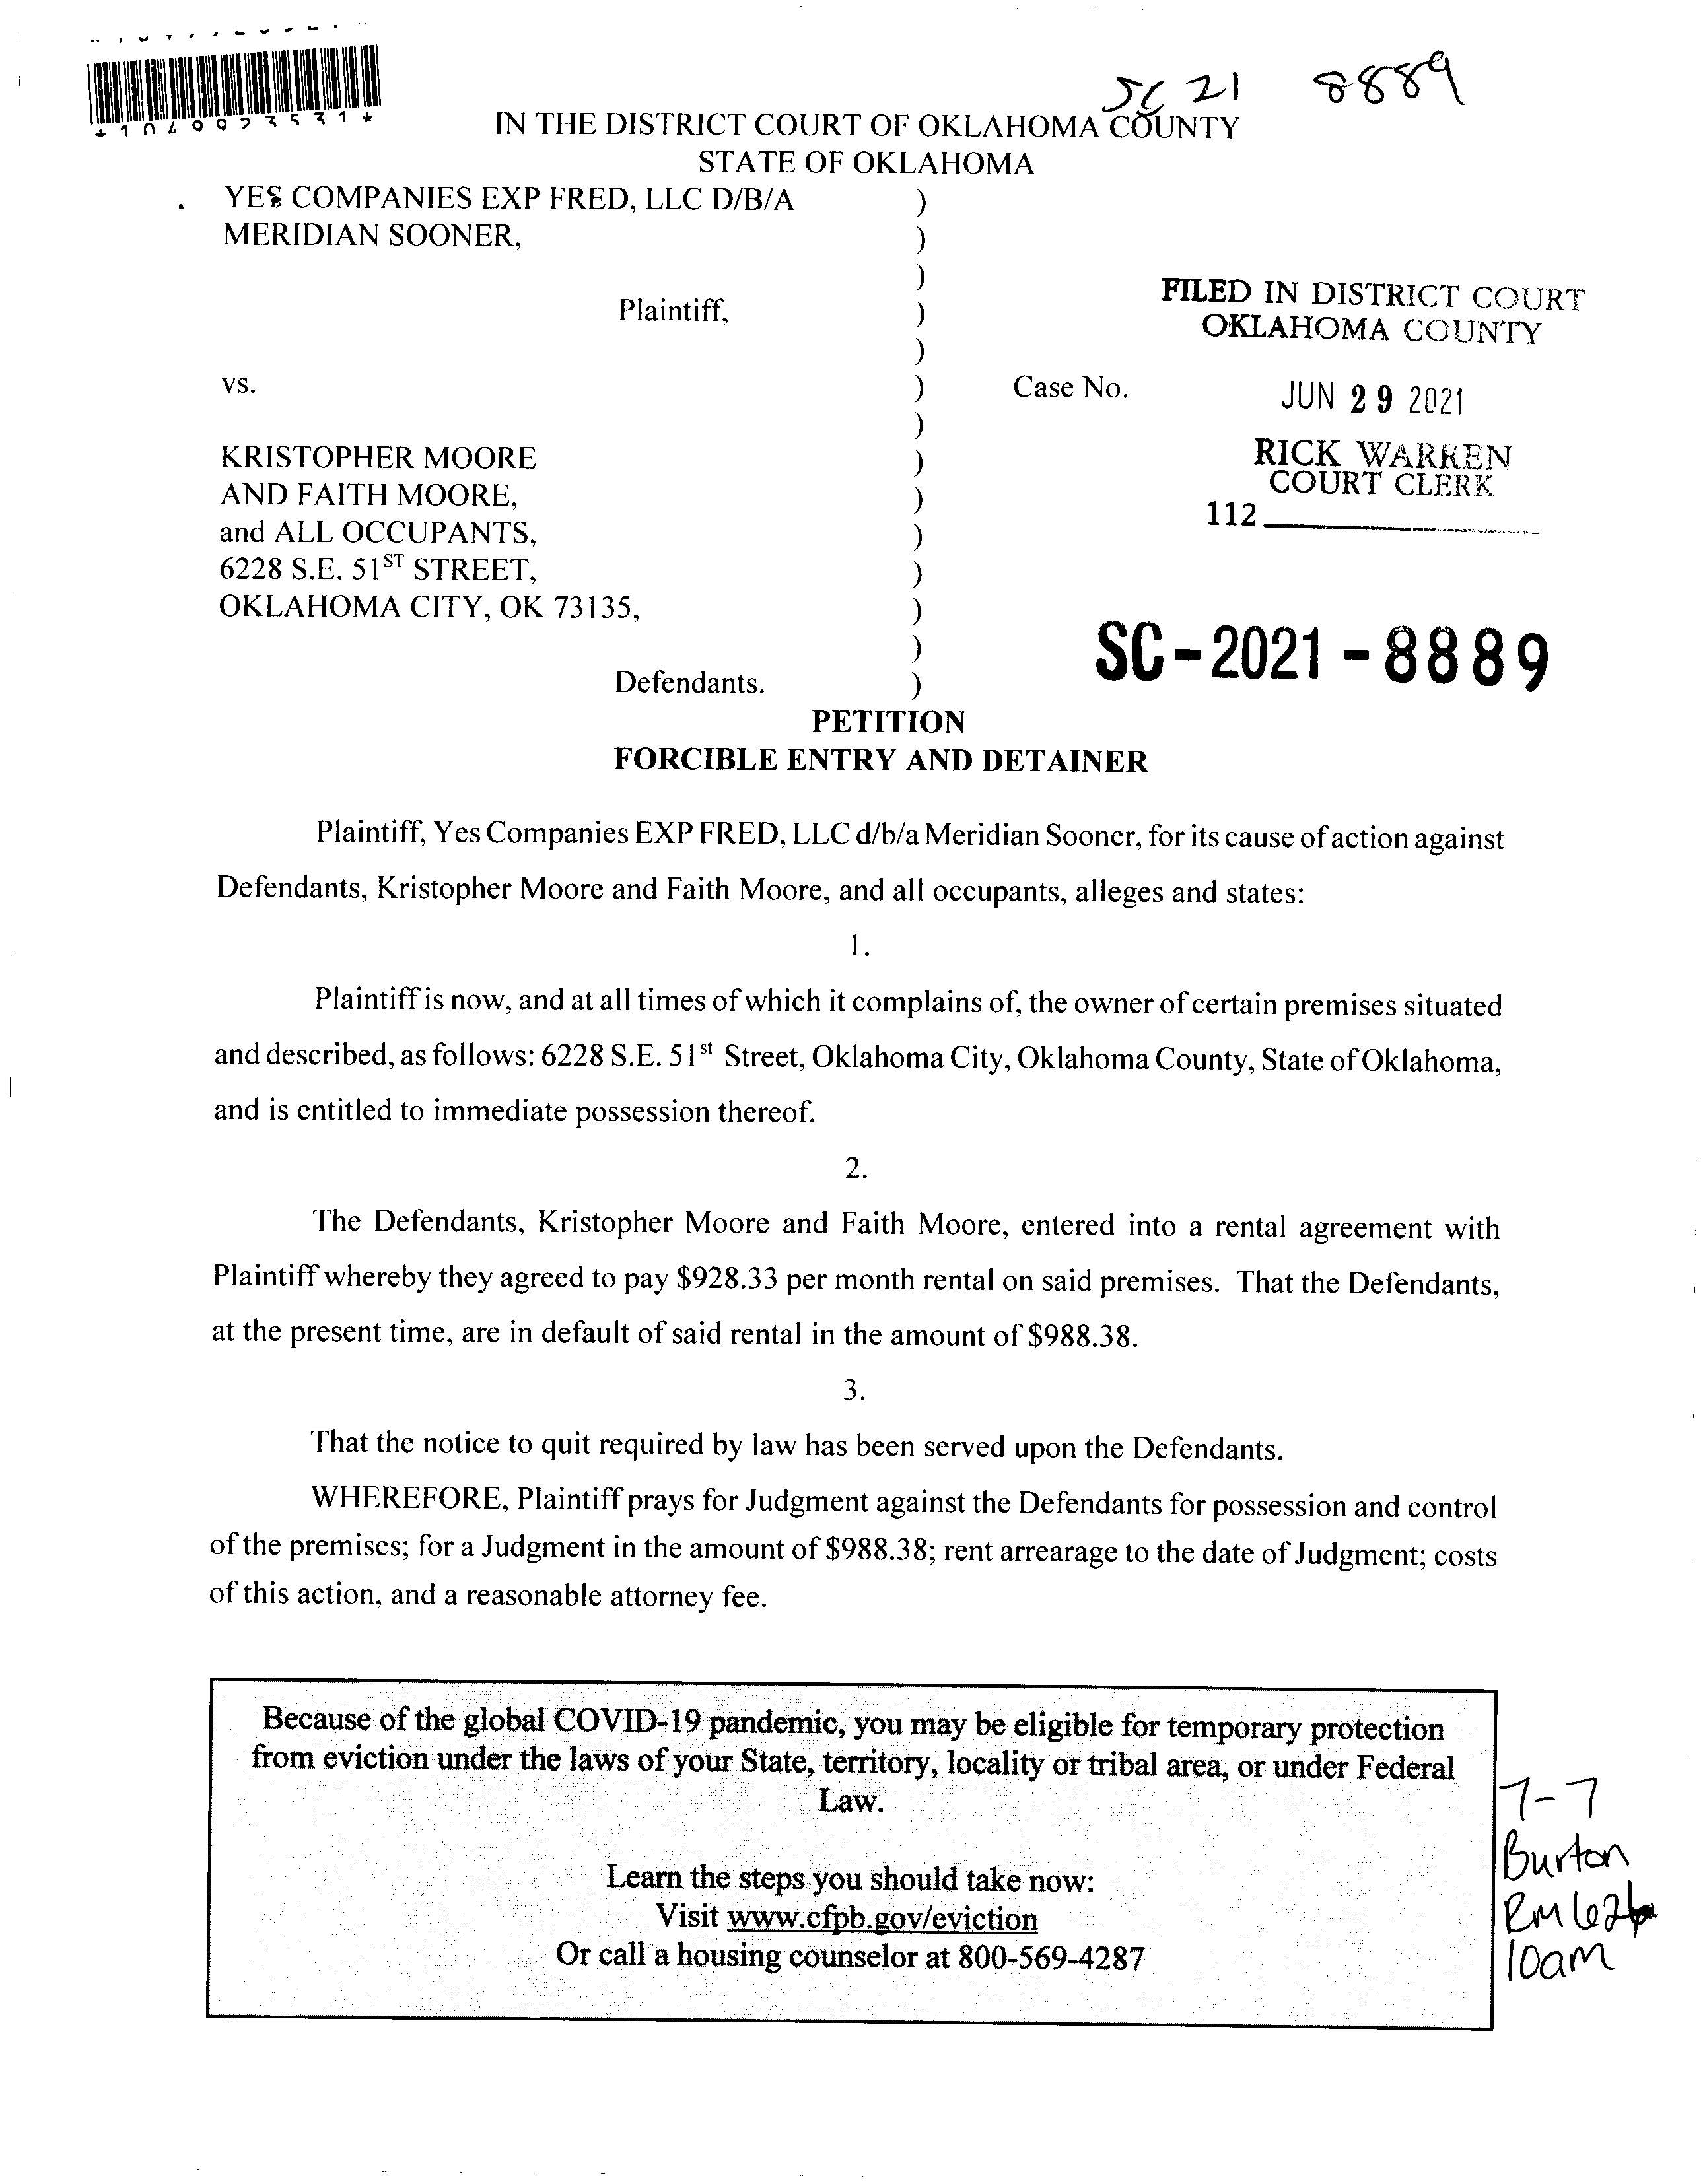 SC 21 8889
IN THE DISTRICT COURT OF OKLAHOMA COUNTY
STATE OF OKLAHOMA
YES COMPANIES EXP FRED, LLC D/B/A )
MERIDIAN SOONER, )
)
Plaintiff, )
)
vs. ) Case No.
)
KRISTOPHER MOORE )
AND FAITH MOORE, )
and ALL OCCUPANTS, )
6228 S.E. 51ST STREET, )
OKLAHOMA CITY, OK 73135, )
)
Defendants. )
FILED IN DISTRICT COURT
OKLAHOMA COUNTY
JUN 29 2021
RICK WARREN
COURT CLERK
112
SC-2021-8889
PETITION
FORCIBLE ENTRY AND DETAINER
Plaintiff, Yes Companies EXP FRED, LLC d/b/a Meridian Sooner, for its cause of action against
Defendants, Kristopher Moore and Faith Moore, and all occupants, alleges and states:
1.
Plaintiff is now, and at all times of which it complains of, the owner of certain premises situated
and described, as follows: 6228 S.E. 51st Street, Oklahoma City, Oklahoma County, State of Oklahoma,
and is entitled to immediate possession thereof.
2.
The Defendants, Kristopher Moore and Faith Moore, entered into a rental agreement with
Plaintiff whereby they agreed to pay $928.33 per month rental on said premises. That the Defendants,
at the present time, are in default of said rental in the amount of $988.38.
3.
That the notice to quit required by law has been served upon the Defendants.
WHEREFORE, Plaintiff prays for Judgment against the Defendants for possession and control
of the premises; for a Judgment in the amount of $988.38; rent arrearage to the date of Judgment; costs
of this action, and a reasonable attorney fee.
Because of the global COVID-19 pandemic, you may be eligible for temporary protection
from eviction under the laws of your State, territory, locality or tribal area, or under Federal
Law.
Learn the steps you should take now:
Visit www.cfpb.gov/eviction
Or call a housing counselor at 800-569-4287
7-7
Burton
RM 626
10am